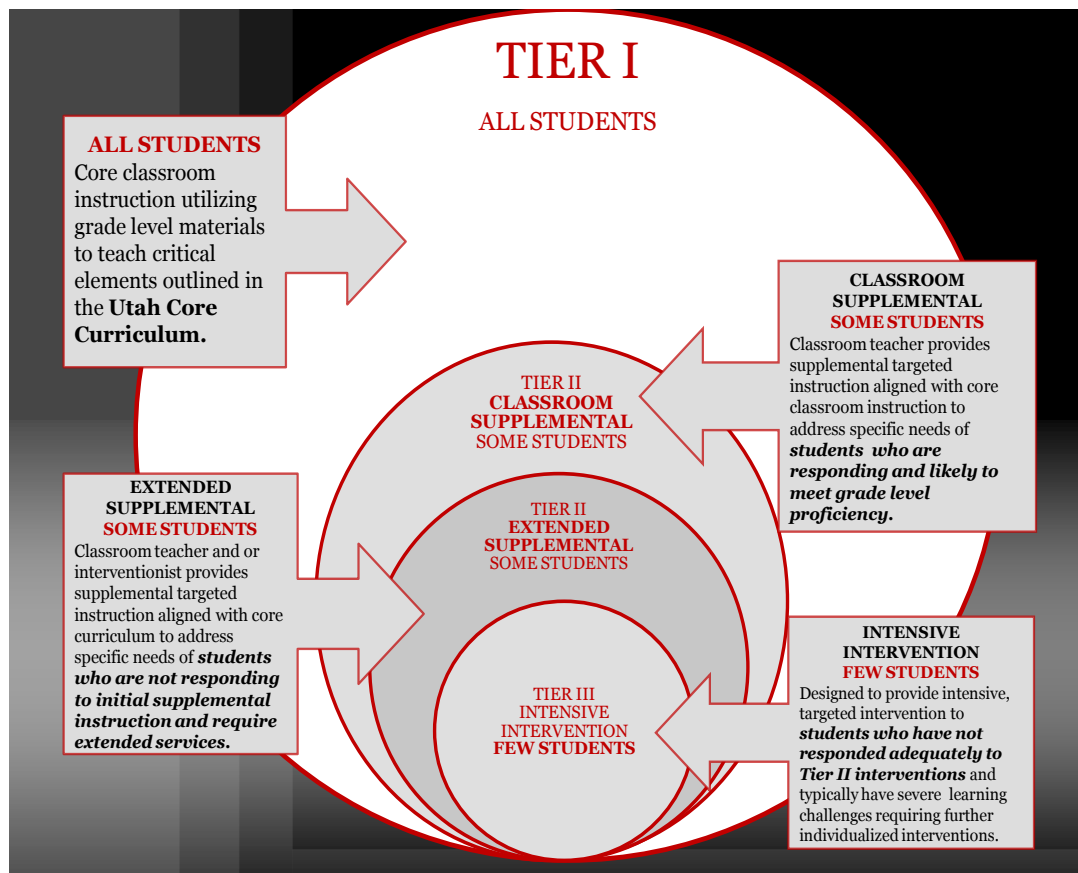 TIER I
ALL STUDENTS
ALL STUDENTS
Core classroom
instruction utilizing
grade level materials
to teach critical
elements outlined in
the Utah Core
Curriculum.
CLASSROOM
SUPPLEMENTAL
SOME STUDENTS
Classroom teacher provides
supplemental targeted
instruction aligned with core
classroom instruction to
address specific needs of
students who are
responding and likely to
meet grade level
proficiency.
TIER II
CLASSROOM
SUPPLEMENTAL
SOME STUDENTS
EXTENDED
SUPPLEMENTAL
SOME STUDENTS
Classroom teacher and or
interventionist provides
supplemental targeted
instruction aligned with core
curriculum to address
specific needs of students
who are not responding
to initial supplemental
instruction and require
extended services.
TIER II
EXTENDED
SUPPLEMENTAL
SOME STUDENTS
TIER III
INTENSIVE
INTERVENTION
FEW STUDENTS
INTENSIVE
INTERVENTION
FEW STUDENTS
Designed to provide intensive,
targeted intervention to
students who have not
responded adequately to
Tier II interventions and
typically have severe learning
challenges requiring further
individualized interventions.